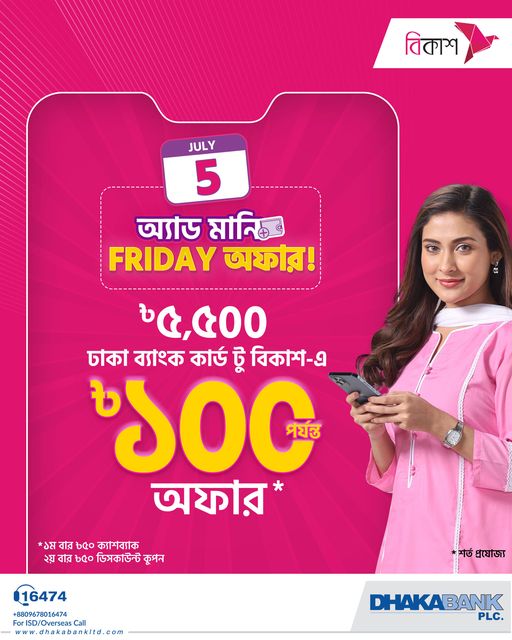 বিকাশ
JULY
5
অ্যাড মানি
FRIDAY অফার!
৳৫,৫০০
ঢাকা ব্যাংক কার্ড টু বিকাশ-এ
৳১০০ পর্যন্ত
অফার*
*১ম বার ৳৫০ ক্যাশব্যাক
২য় বার ৳৫০ ডিসকাউন্ট কুপন
*শর্ত প্রযোজ্য
16474
+8809678016474
For ISD/Overseas Call
www.dhakabankltd.com
DHAKABANK
PLC.